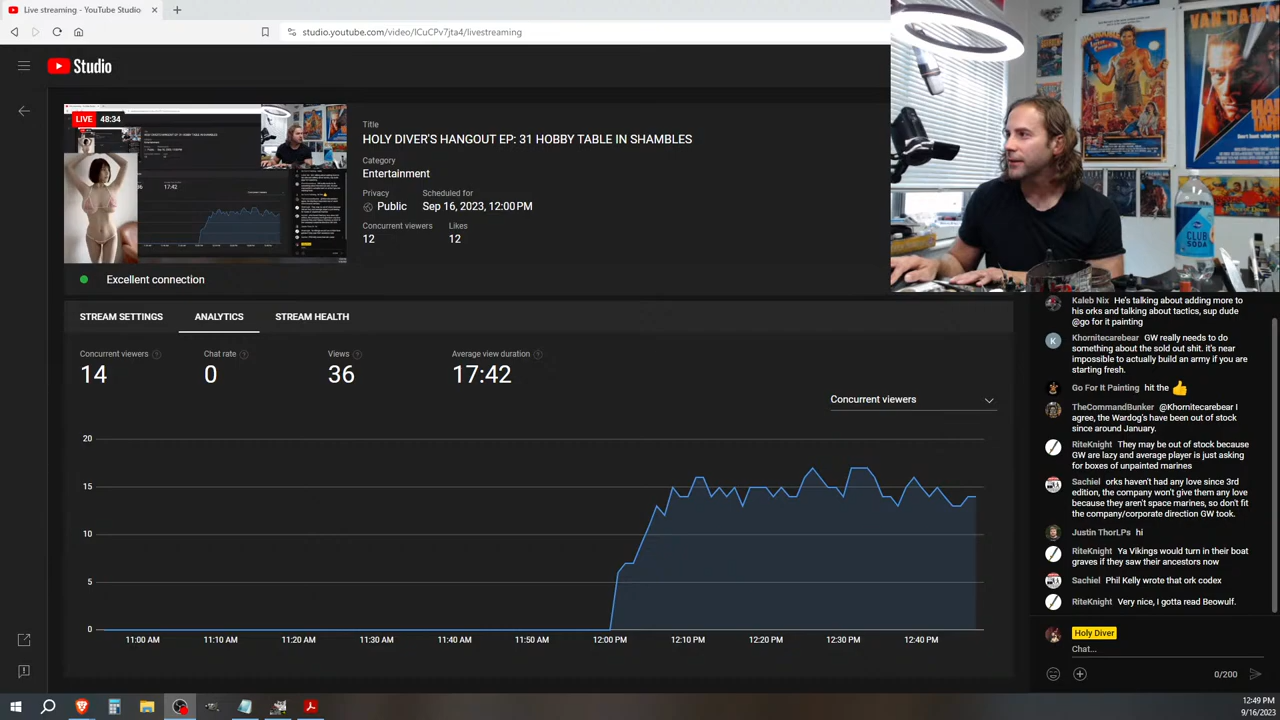 Live streaming - YouTube Studio
studio.youtube.com/video/lCuCPv7jta4/livestreaming
Studio
LIVE 48:34
Title
HOLY DIVER'S HANGOUT EP: 31 HOBBY TABLE IN SHAMBLES
Category
Entertainment
Privacy
Scheduled for
Public
Sep 16, 2023, 12:00 PM
Concurrent viewers
Likes
12
12
Excellent connection
STREAM SETTINGS
ANALYTICS
STREAM HEALTH
Concurrent viewers
Chat rate
Views
Average view duration
14
0
36
17:42
Concurrent viewers
20
15
10
5
0
11:00 AM
11:10 AM
11:20 AM
11:30 AM
11:40 AM
11:50 AM
12:00 PM
12:10 PM
12:20 PM
12:30 PM
12:40 PM
VAN DAMME
CLUB
SODA
Kaleb Nix He's talking about adding more to
his orks and talking about tactics, sup dude
@go for it painting
Khornitecarebear GW really needs to do
something about the sold out shit. it's near
impossible to actually build an army if you are
starting fresh.
Go For It Painting hit the 👍
TheCommandBunker @Khornitecarebear I
agree, the Wardog's have been out of stock
since around January.
RiteKnight They may be out of stock because
GW are lazy and average player is just asking
for boxes of unpainted marines
Sachiel orks haven't had any love since 3rd
edition, the company won't give them any love
because they aren't space marines, so don't fit
the company/corporate direction GW took.
Justin ThorLPs hi
RiteKnight Ya Vikings would turn in their boat
graves if they saw their ancestors now
Sachiel Phil Kelly wrote that ork codex
RiteKnight Very nice, I gotta read Beowulf.
Holy Diver
Chat...
0/200
12:49 PM
9/16/2023